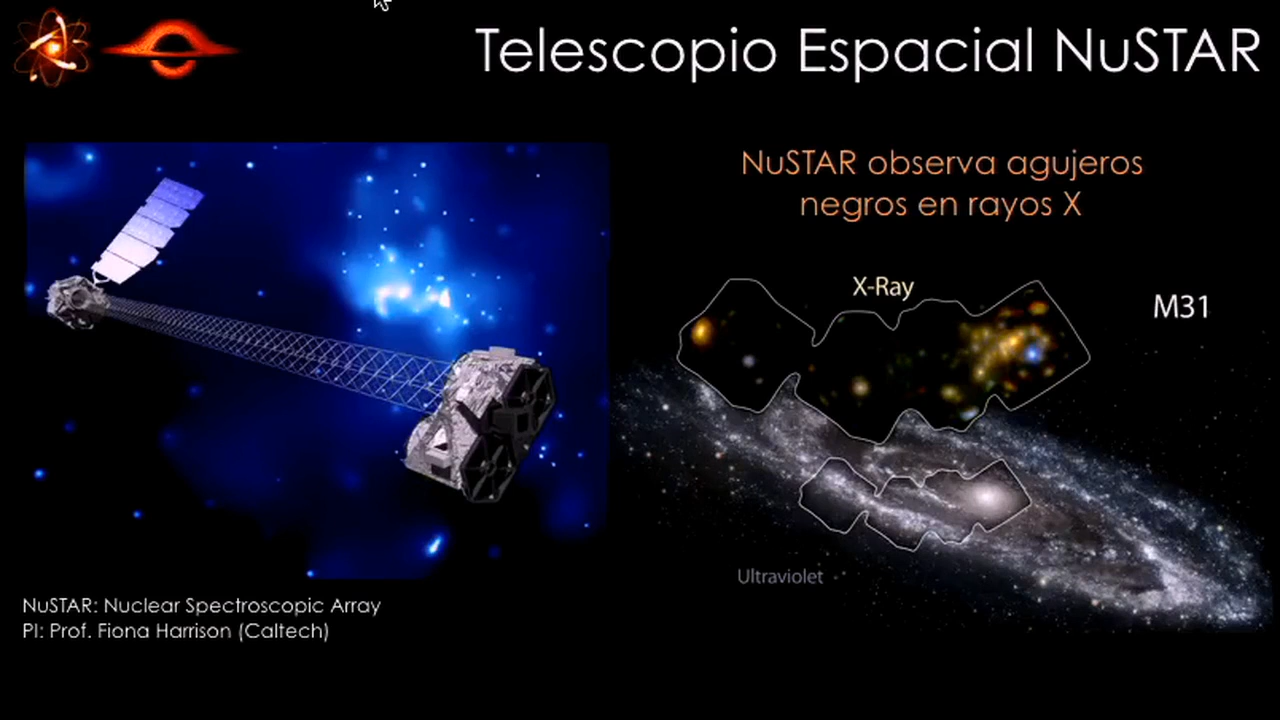 Telescopio Espacial NuSTAR
NuSTAR observa agujeros
negros en rayos X
X-Ray
M31
Ultraviolet
NuSTAR: Nuclear Spectroscopic Array
PI: Prof. Fiona Harrison (Caltech)